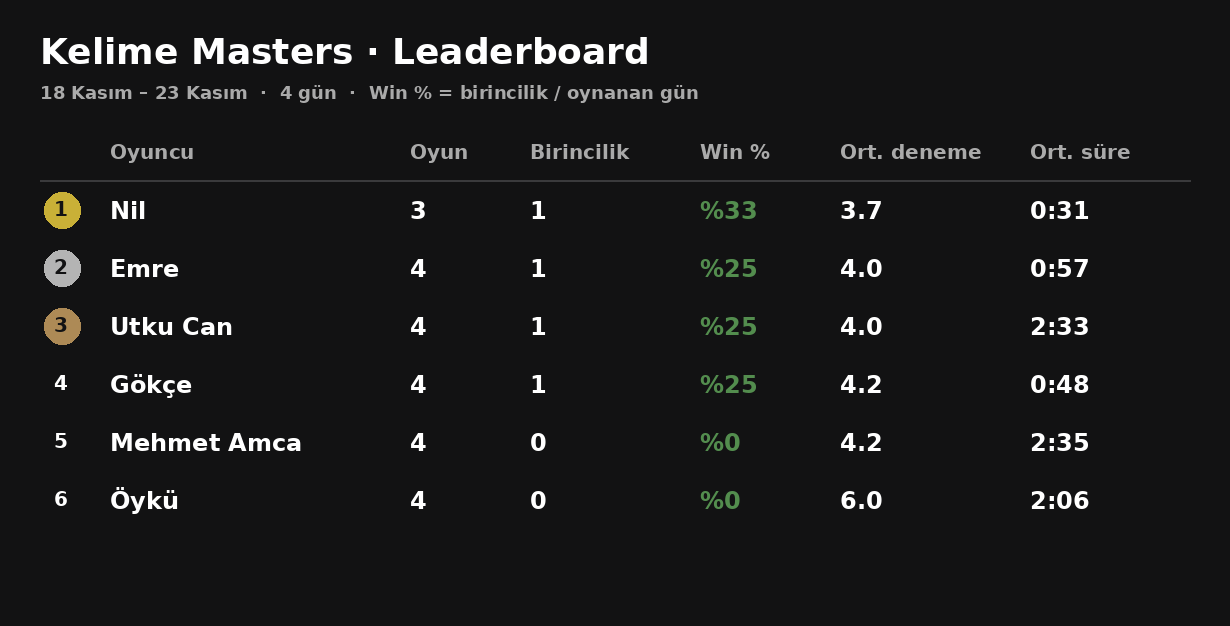 Kelime Masters · Leaderboard
18 Kasım – 23 Kasım · 4 gün · Win % = birincilik / oynanan gün
Oyuncu Oyun Birincilik Win % Ort. deneme Ort. süre
1 Nil 3 1 %33 3.7 0:31
2 Emre 4 1 %25 4.0 0:57
3 Utku Can 4 1 %25 4.0 2:33
4 Gökçe 4 1 %25 4.2 0:48
5 Mehmet Amca 4 0 %0 4.2 2:35
6 Öykü 4 0 %0 6.0 2:06